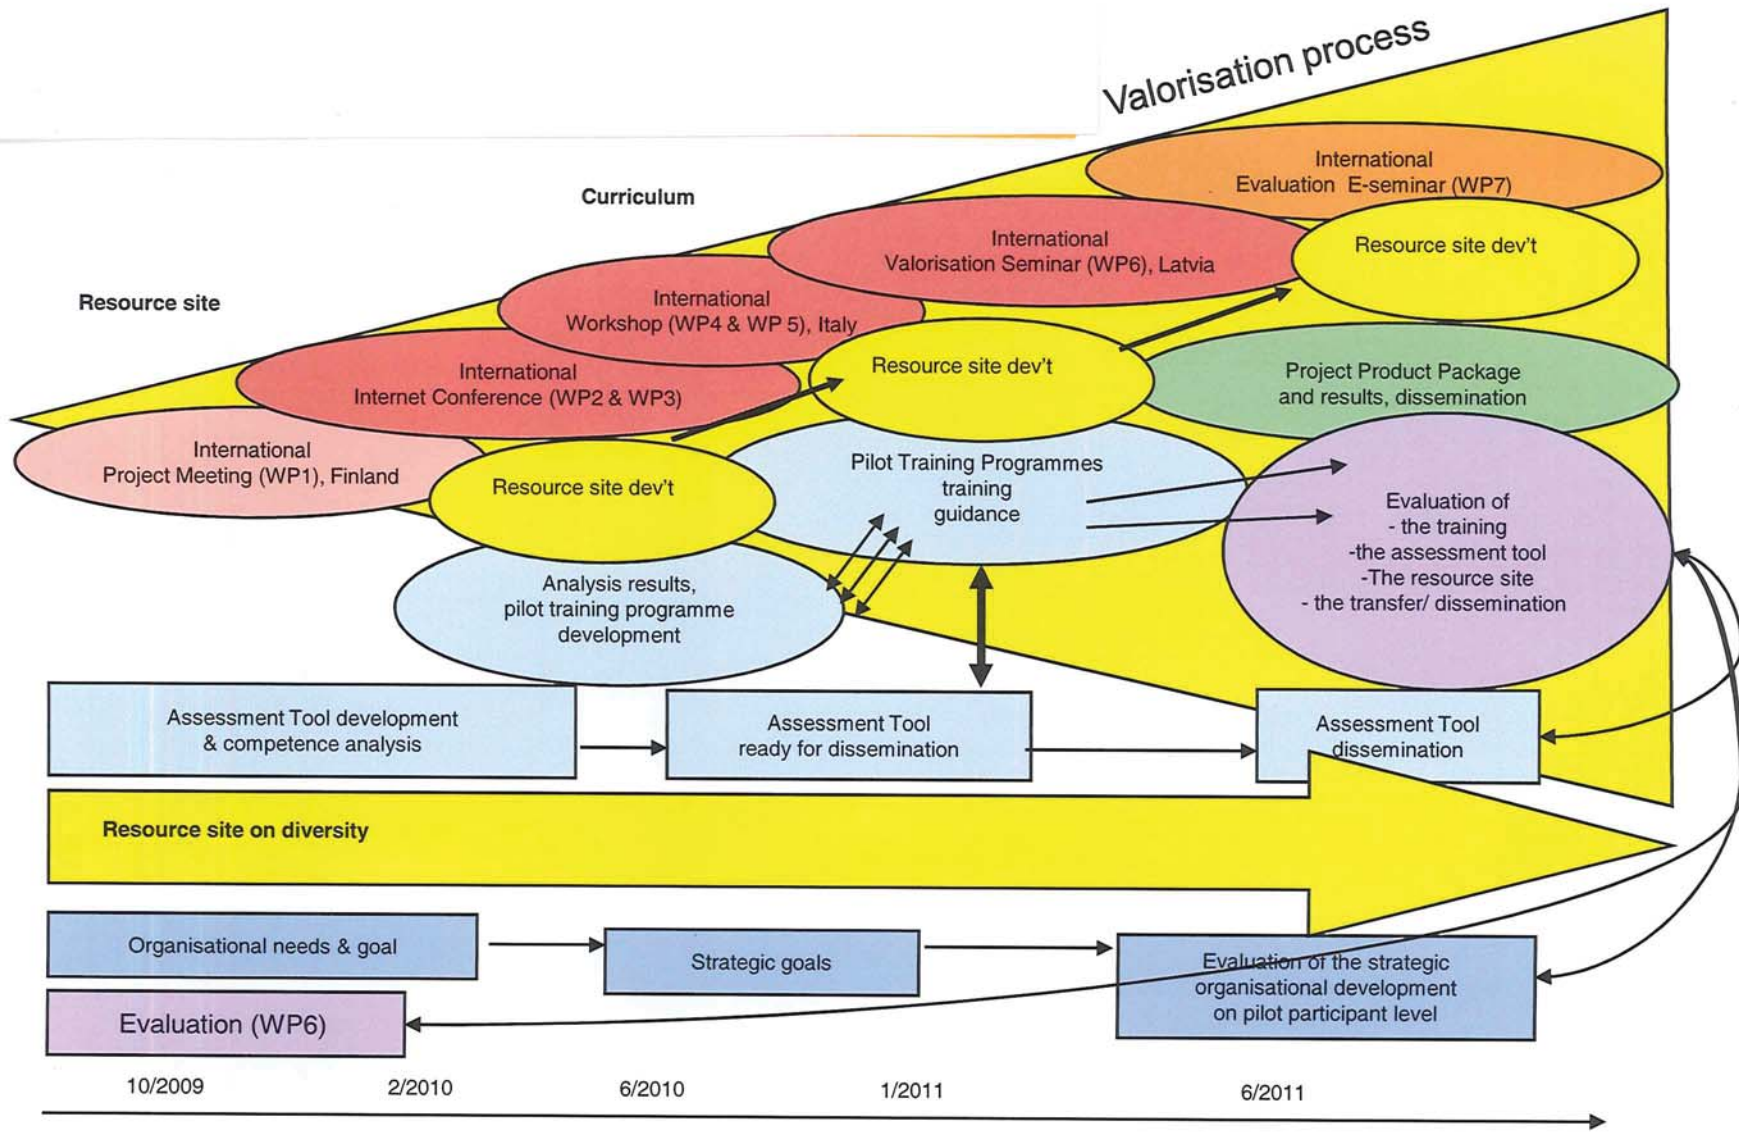 Valorisation process
International
Evaluation E-seminar (WP7)
Curriculum
International
Valorisation Seminar (WP6), Latvia
Resource site dev't
Resource site
International
Workshop (WP4 & WP 5), Italy
International
Internet Conference (WP2 & WP3)
Resource site dev't
Project Product Package
and results, dissemination
International
Project Meeting (WP1), Finland
Resource site dev't
Pilot Training Programmes
training
guidance
Evaluation of
- the training
-the assessment tool
-The resource site
- the transfer/ dissemination
Analysis results,
pilot training programme
development
Assessment Tool development
& competence analysis
Assessment Tool
ready for dissemination
Assessment Tool
dissemination
Resource site on diversity
Organisational needs & goal
Strategic goals
Evaluation of the strategic
organisational development
on pilot participant level
Evaluation (WP6)
10/2009
2/2010
6/2010
1/2011
6/2011